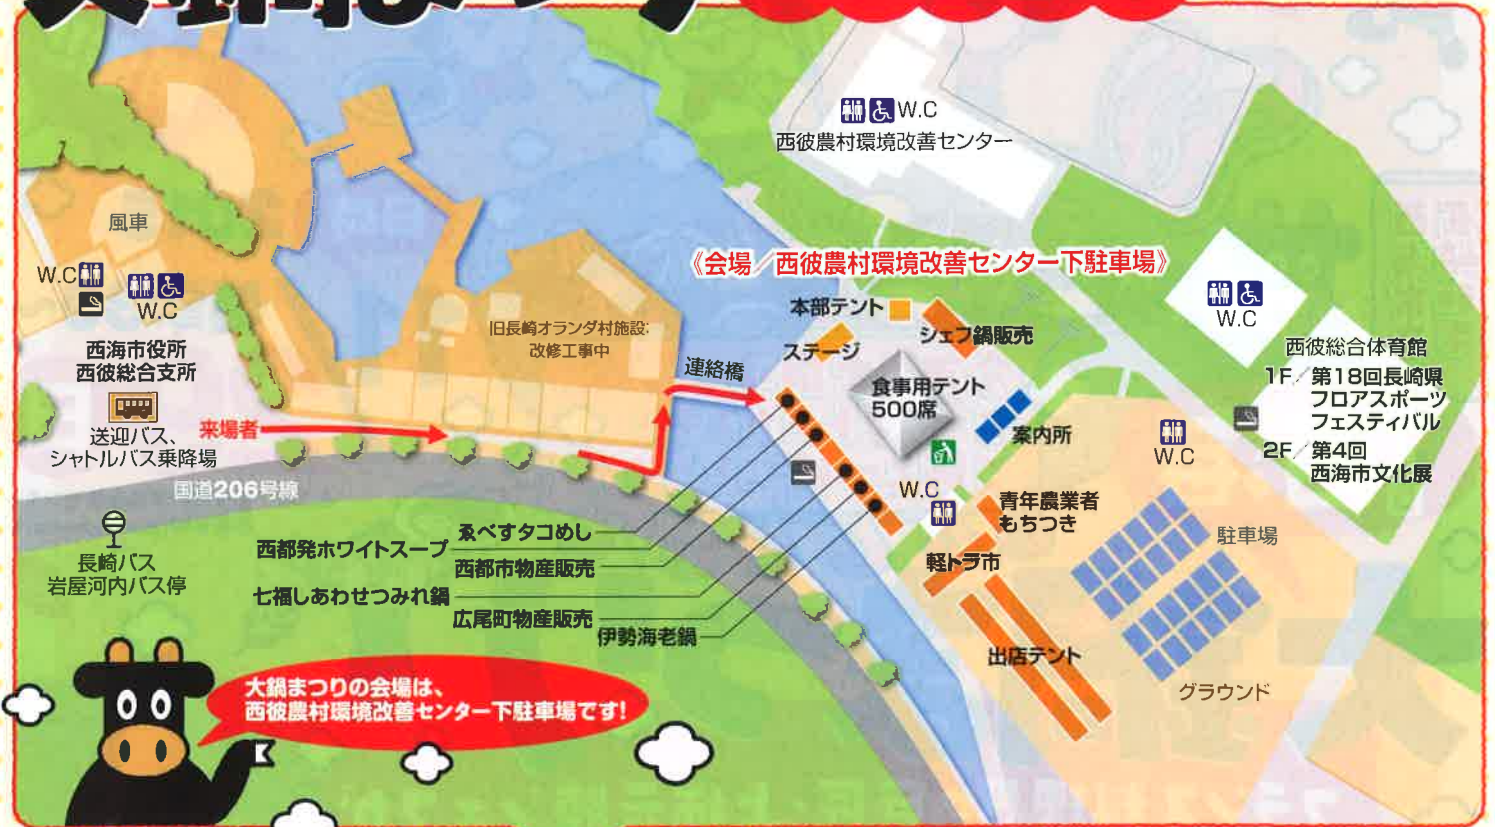 W.C
西彼農村環境改善センター
風車
W.C
W.C
《会場／西彼農村環境改善センター下駐車場》
本部テント
シェフ鍋販売
ステージ
W.C
旧長崎オランダ村施設
改修工事中
西海市役所
西彼総合支所
連絡橋
食事用テント
500席
西彼総合体育館
1F／第18回長崎県
フロアスポーツ
フェスティバル
2F／第4回
西海市文化展
送迎バス、
シャトルバス乗降場
来場者
案内所
W.C
国道206号線
W.C
青年農業者
もちつき
駐車場
長崎バス
岩屋河内バス停
ゑべすタコめし
西都発ホワイトスープ
西都市物産販売
七福しあわせつみれ鍋
広尾町物産販売
伊勢海老鍋
軽トラ市
出店テント
グラウンド
大鍋まつりの会場は、
西彼農村環境改善センター下駐車場です!